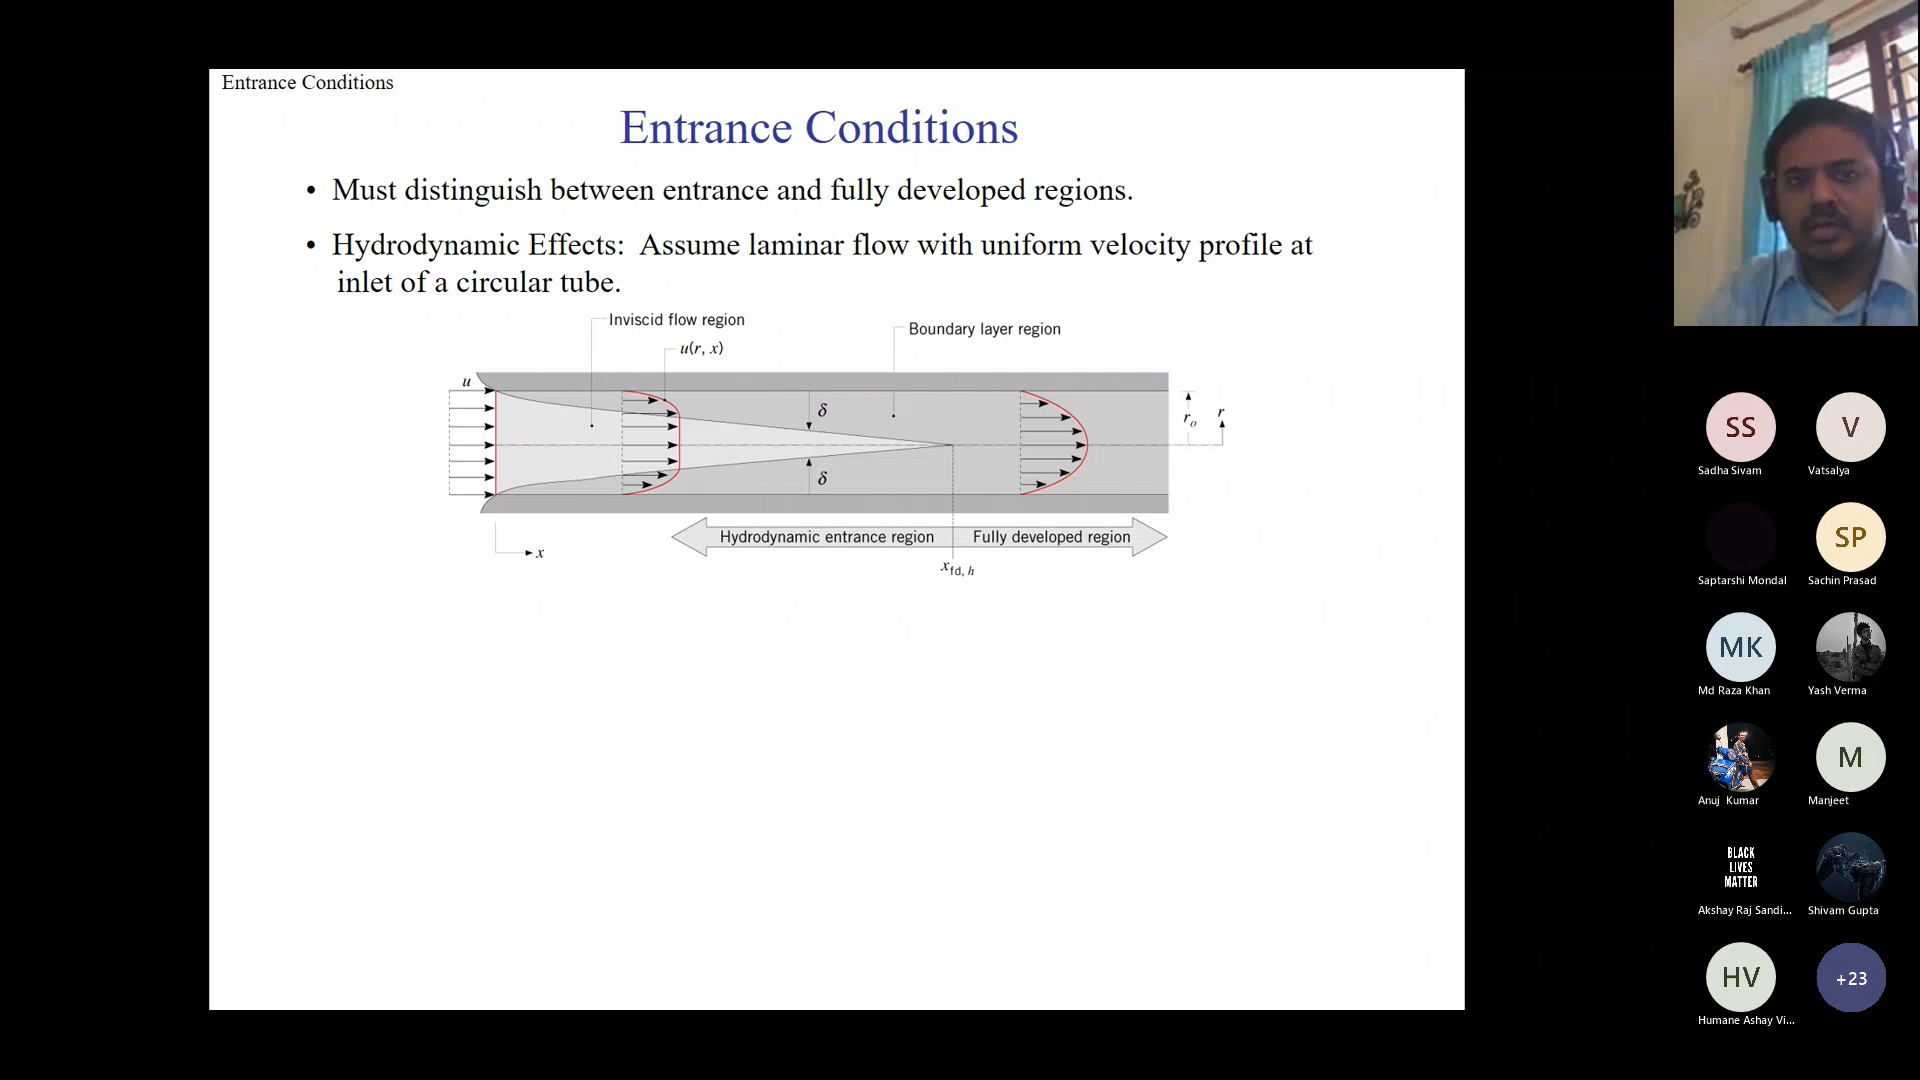 Entrance Conditions
Entrance Conditions
• Must distinguish between entrance and fully developed regions.
• Hydrodynamic Effects: Assume laminar flow with uniform velocity profile at
inlet of a circular tube.
Inviscid flow region
Boundary layer region
u(r, x)
u
δ
r
rₒ
δ
Hydrodynamic entrance region
Fully developed region
x
x fd, h
SS
V
Sadha Sivam
Vatsalya
SP
Saptarshi Mondal
Sachin Prasad
MK
Md Raza Khan
Yash Verma
M
Anuj Kumar
Manjeet
BLACK
LIVES
MATTER
Akshay Raj Sandi...
Shivam Gupta
HV
+23
Humane Ashay Vi...